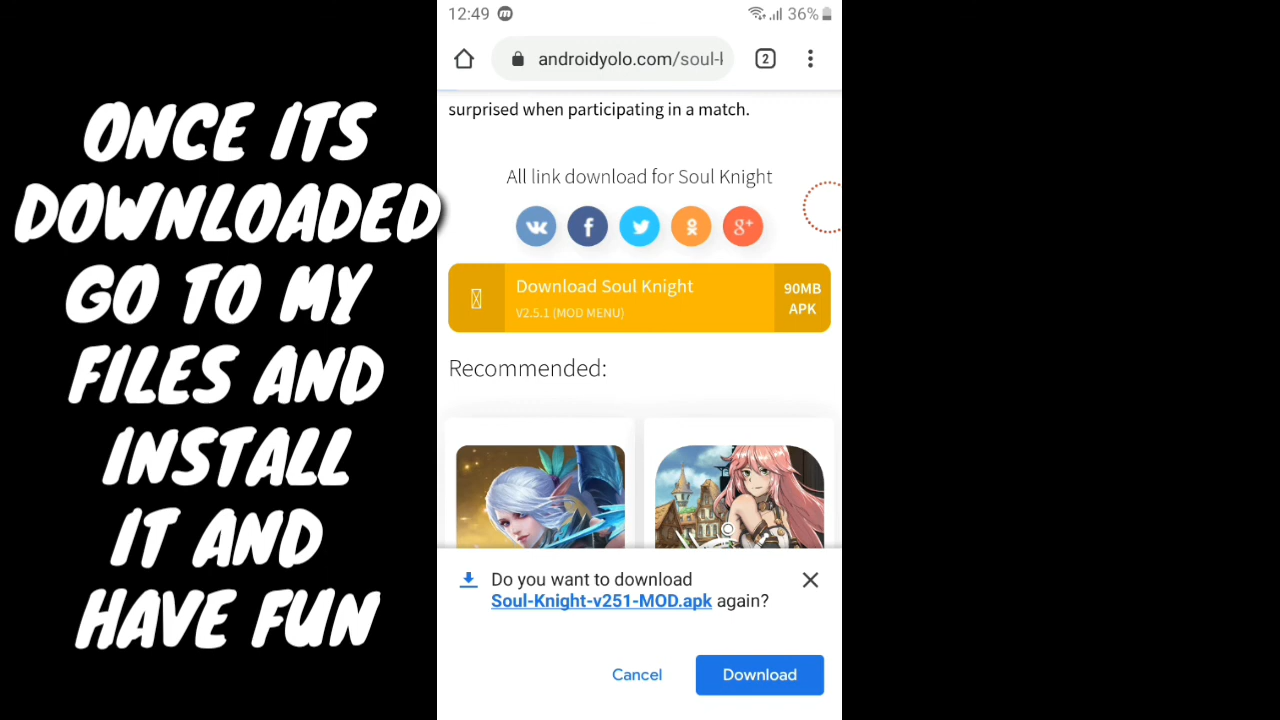 ONCE ITS
DOWNLOADED
GO TO MY
FILES AND
INSTALL
IT AND
HAVE FUN
12:49
36%
androidyolo.com/soul-k
2
surprised when participating in a match.
All link download for Soul Knight
Download Soul Knight
V2.5.1 (MOD MENU)
90MB
APK
Recommended:
Do you want to download
Soul-Knight-v251-MOD.apk again?
Cancel
Download